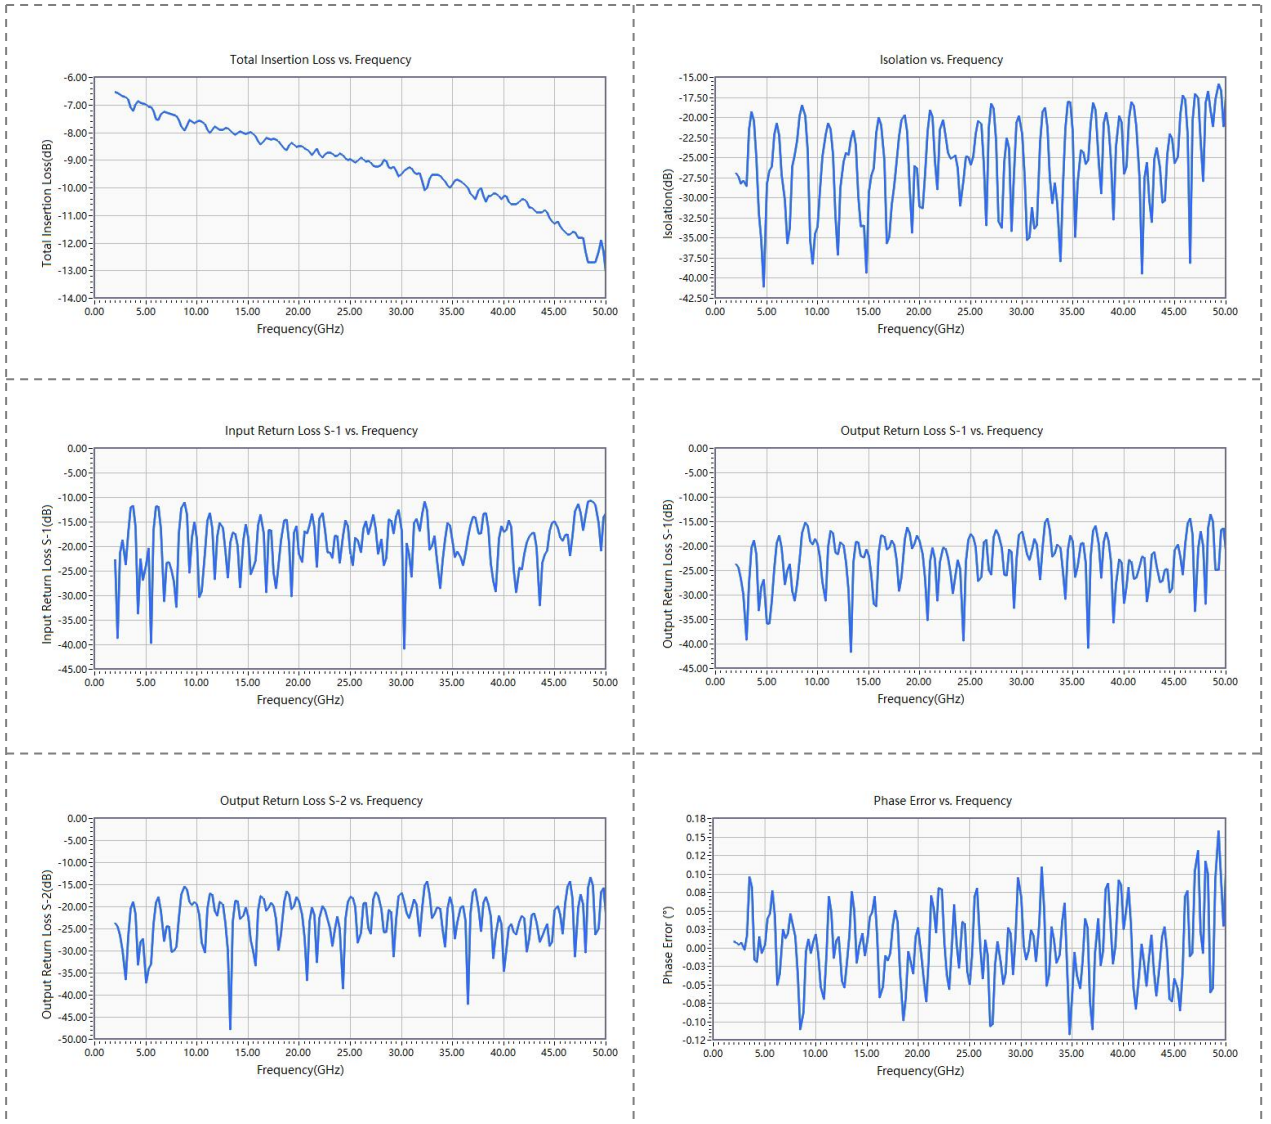 Total Insertion Loss vs. Frequency
Total Insertion Loss(dB)
-6.00
-7.00
-8.00
-9.00
-10.00
-11.00
-12.00
-13.00
-14.00
0.00 5.00 10.00 15.00 20.00 25.00 30.00 35.00 40.00 45.00 50.00
Frequency(GHz)
Isolation vs. Frequency
Isolation(dB)
-15.00
-17.50
-20.00
-22.50
-25.00
-27.50
-30.00
-32.50
-35.00
-37.50
-40.00
-42.50
0.00 5.00 10.00 15.00 20.00 25.00 30.00 35.00 40.00 45.00 50.00
Frequency(GHz)
Input Return Loss S-1 vs. Frequency
Input Return Loss S-1(dB)
0.00
-5.00
-10.00
-15.00
-20.00
-25.00
-30.00
-35.00
-40.00
-45.00
0.00 5.00 10.00 15.00 20.00 25.00 30.00 35.00 40.00 45.00 50.00
Frequency(GHz)
Output Return Loss S-1 vs. Frequency
Output Return Loss S-1(dB)
0.00
-5.00
-10.00
-15.00
-20.00
-25.00
-30.00
-35.00
-40.00
-45.00
0.00 5.00 10.00 15.00 20.00 25.00 30.00 35.00 40.00 45.00 50.00
Frequency(GHz)
Output Return Loss S-2 vs. Frequency
Output Return Loss S-2(dB)
0.00
-5.00
-10.00
-15.00
-20.00
-25.00
-30.00
-35.00
-40.00
-45.00
-50.00
0.00 5.00 10.00 15.00 20.00 25.00 30.00 35.00 40.00 45.00 50.00
Frequency(GHz)
Phase Error vs. Frequency
Phase Error (°)
0.18
0.15
0.12
0.10
0.08
0.05
0.03
0.00
-0.03
-0.05
-0.08
-0.10
-0.12
0.00 5.00 10.00 15.00 20.00 25.00 30.00 35.00 40.00 45.00 50.00
Frequency(GHz)